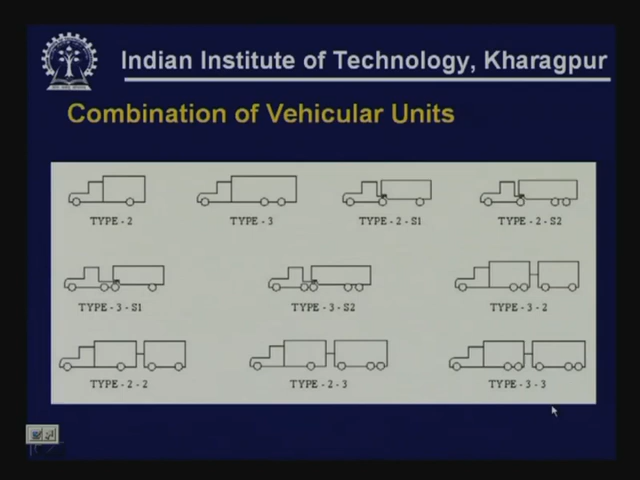 Indian Institute of Technology, Kharagpur
Combination of Vehicular Units
TYPE - 2
TYPE - 3
TYPE - 2 - S1
TYPE - 2 - S2
TYPE - 3 - S1
TYPE - 3 - S2
TYPE - 3 - 2
TYPE - 2 - 2
TYPE - 2 - 3
TYPE - 3 - 3